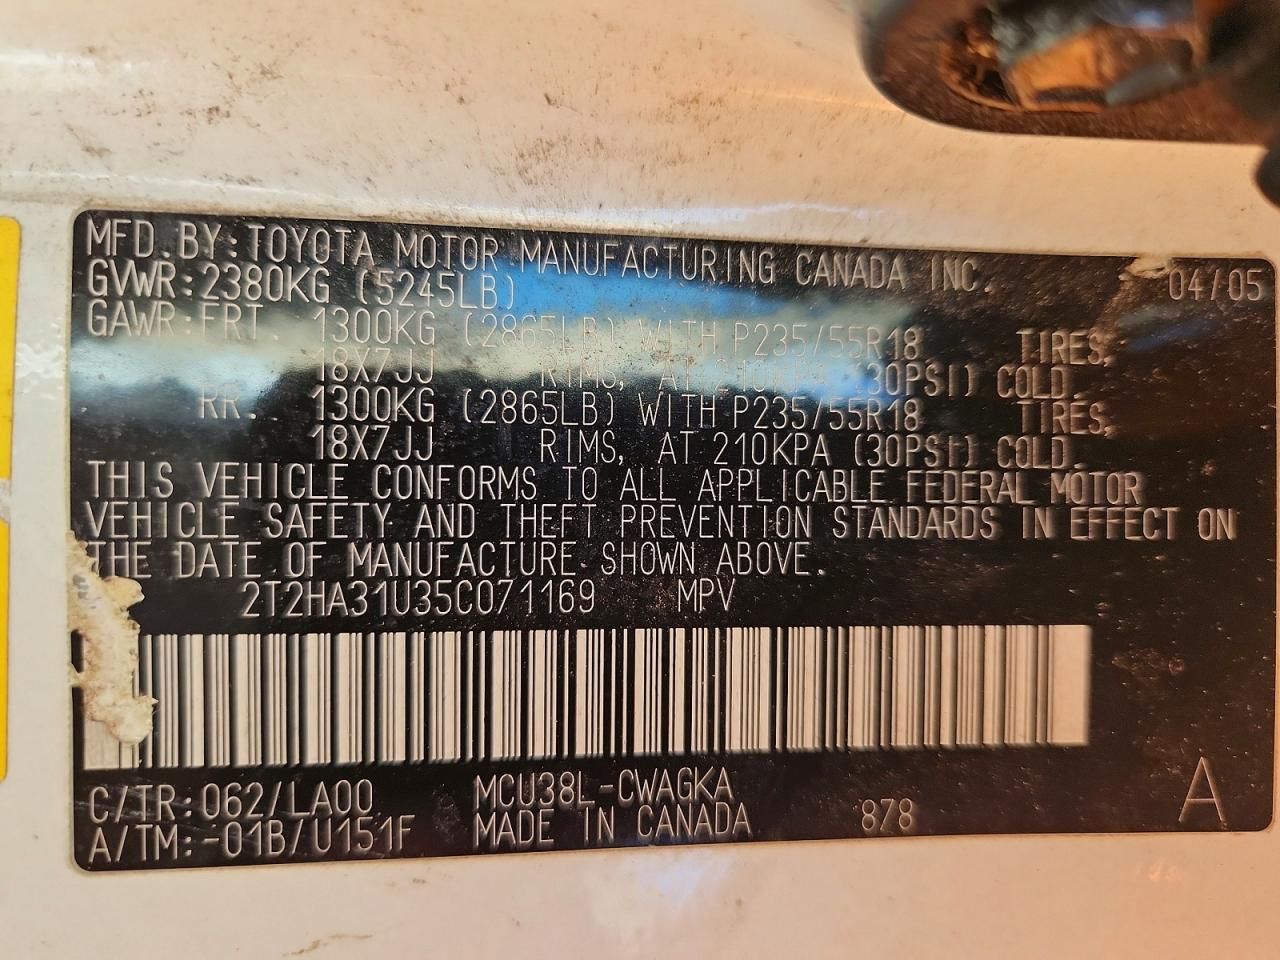 MFD. BY: TOYOTA MOTOR MANUFACTURING CANADA INC. 04/05
GVWR: 2380KG (5245LB)
GAWR: FRT. 1300KG (2865LB) WITH P235/55R18 TIRES,
18X7JJ RIMS, AT 210KPA (30PSI) COLD.
RR. 1300KG (2865LB) WITH P235/55R18 TIRES,
18X7JJ RIMS, AT 210KPA (30PSI) COLD.
THIS VEHICLE CONFORMS TO ALL APPLICABLE FEDERAL MOTOR
VEHICLE SAFETY AND THEFT PREVENTION STANDARDS IN EFFECT ON
THE DATE OF MANUFACTURE SHOWN ABOVE.
2T2HA31U35C071169 MPV
C/TR: 062/LA00 MCU38L-CWAGKA
A/TM: -01B/U151F MADE IN CANADA 878 A